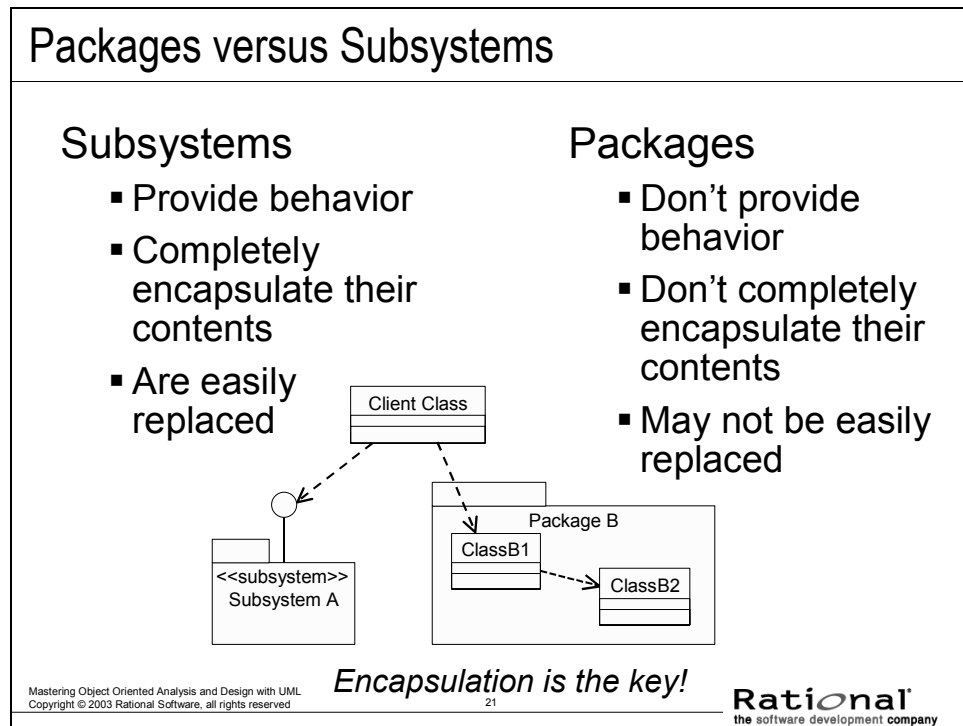 Packages versus Subsystems
Subsystems
▪ Provide behavior
▪ Completely
encapsulate their
contents
▪ Are easily
replaced
Packages
▪ Don't provide
behavior
▪ Don't completely
encapsulate their
contents
▪ May not be easily
replaced
Client Class
<<subsystem>>
Subsystem A
Package B
ClassB1
ClassB2
Encapsulation is the key!
Mastering Object Oriented Analysis and Design with UML
Copyright © 2003 Rational Software, all rights reserved
21
Rational
the software development company